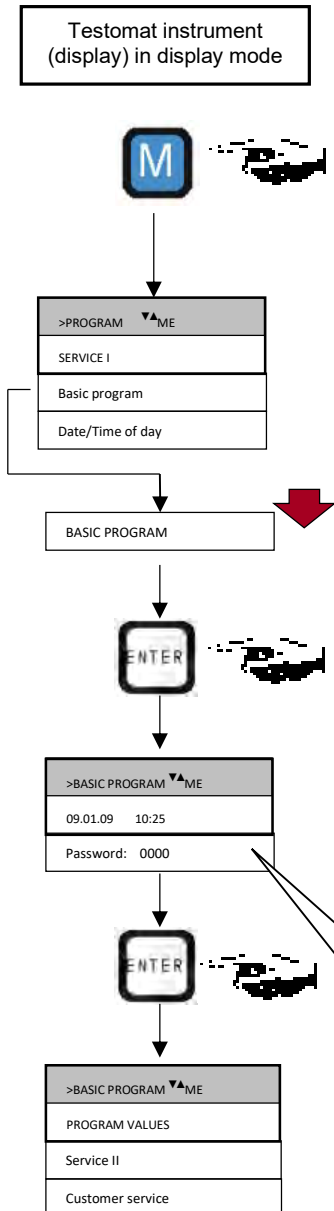 Testomat instrument
(display) in display mode
M
>PROGRAM ▼▲ME
SERVICE I
Basic program
Date/Time of day
BASIC PROGRAM
ENTER
>BASIC PROGRAM ▼▲ME
09.01.09 10:25
Password: 0000
ENTER
>BASIC PROGRAM ▼▲ME
PROGRAM VALUES
Service II
Customer service